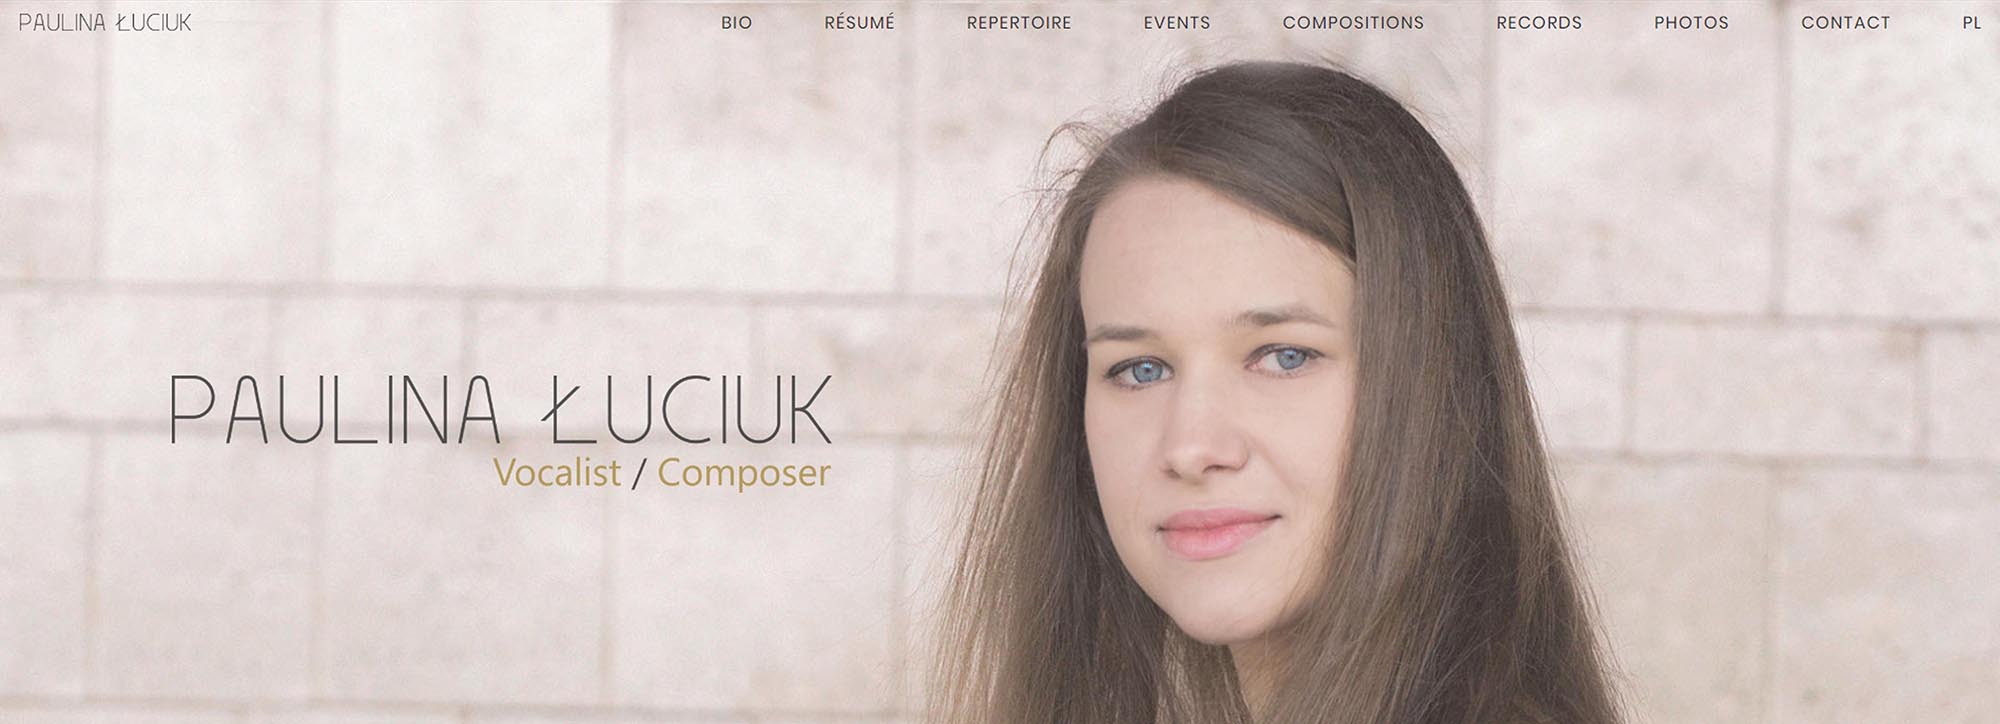 PAULINA ŁUCIUK BIO RÉSUMÉ REPERTOIRE EVENTS COMPOSITIONS RECORDS PHOTOS CONTACT PL
PAULINA ŁUCIUK
Vocalist / Composer